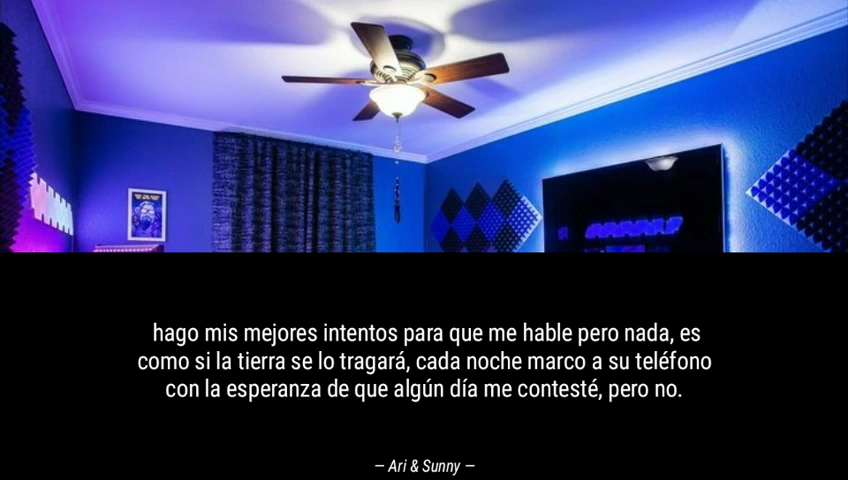 hago mis mejores intentos para que me hable pero nada, es
como si la tierra se lo tragará, cada noche marco a su teléfono
con la esperanza de que algún día me contesté, pero no.
— Ari & Sunny —